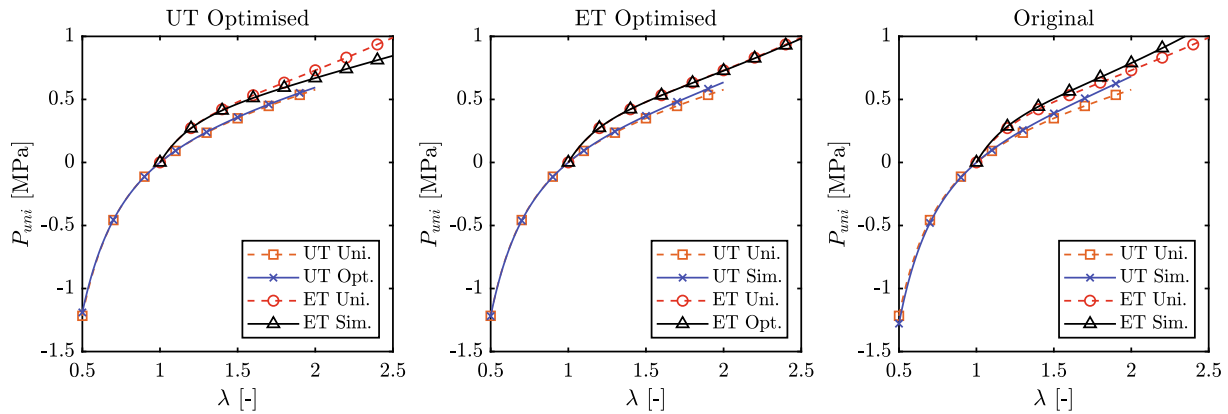 UT Optimised
1
0.5
0
-0.5
-1
-1.5
P_uni [MPa]
0.5 1 1.5 2 2.5
λ [-]
UT Uni.
UT Opt.
ET Uni.
ET Sim.
ET Optimised
1
0.5
0
-0.5
-1
-1.5
P_uni [MPa]
0.5 1 1.5 2 2.5
λ [-]
UT Uni.
UT Sim.
ET Uni.
ET Opt.
Original
1
0.5
0
-0.5
-1
-1.5
P_uni [MPa]
0.5 1 1.5 2 2.5
λ [-]
UT Uni.
UT Sim.
ET Uni.
ET Sim.